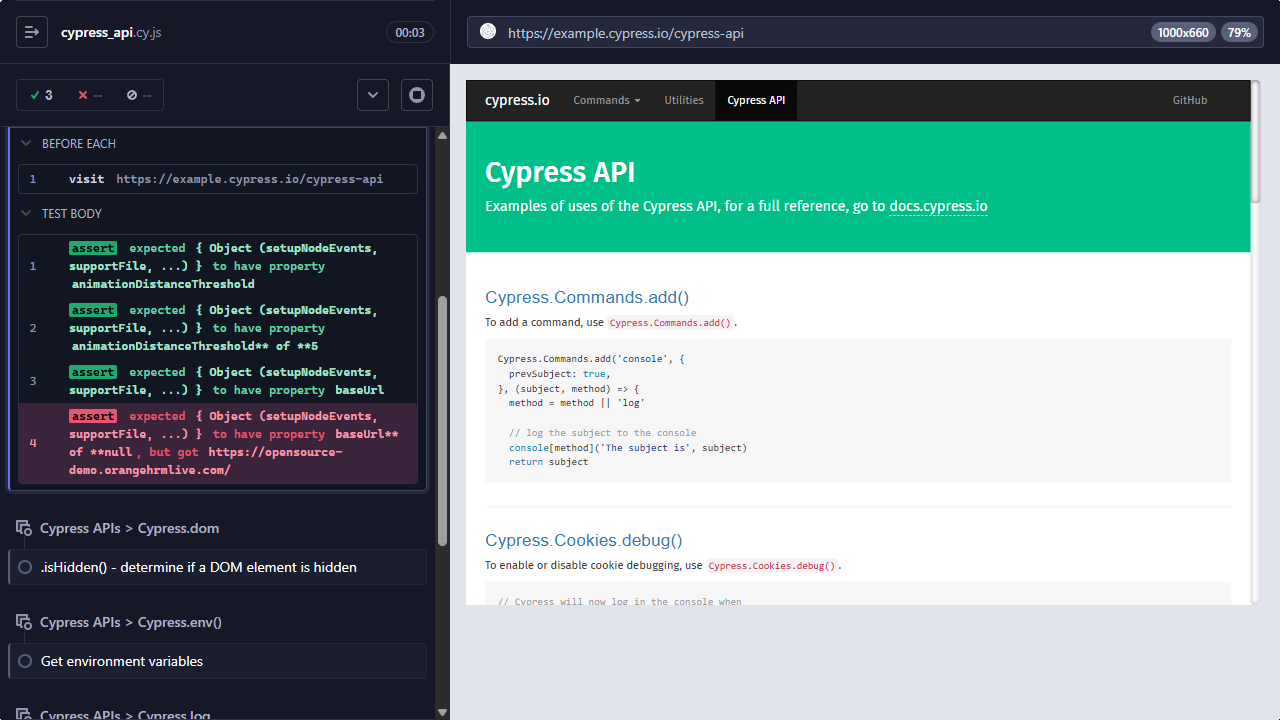 cypress_api.cy.js
00:03
3
--
--
BEFORE EACH
1 visit https://example.cypress.io/cypress-api
TEST BODY
1 assert expected { Object (setupNodeEvents,
supportFile, ...) } to have property
animationDistanceThreshold
2 assert expected { Object (setupNodeEvents,
supportFile, ...) } to have property
animationDistanceThreshold** of **5
3 assert expected { Object (setupNodeEvents,
supportFile, ...) } to have property baseUrl
4 assert expected { Object (setupNodeEvents,
supportFile, ...) } to have property baseUrl**
of **null, but got https://opensource-
demo.orangehrmlive.com/
Cypress APIs > Cypress.dom
.isHidden() - determine if a DOM element is hidden
Cypress APIs > Cypress.env()
Get environment variables
Cypress APIs > Cypress.log
https://example.cypress.io/cypress-api
1000x660
79%
cypress.io
Commands
Utilities
Cypress API
GitHub
Cypress API
Examples of uses of the Cypress API, for a full reference, go to docs.cypress.io
Cypress.Commands.add()
To add a command, use Cypress.Commands.add().
Cypress.Commands.add('console', {
prevSubject: true,
}, (subject, method) => {
method = method || 'log'
// log the subject to the console
console[method]('The subject is', subject)
return subject
Cypress.Cookies.debug()
To enable or disable cookie debugging, use Cypress.Cookies.debug().
// Cypress will now log in the console when